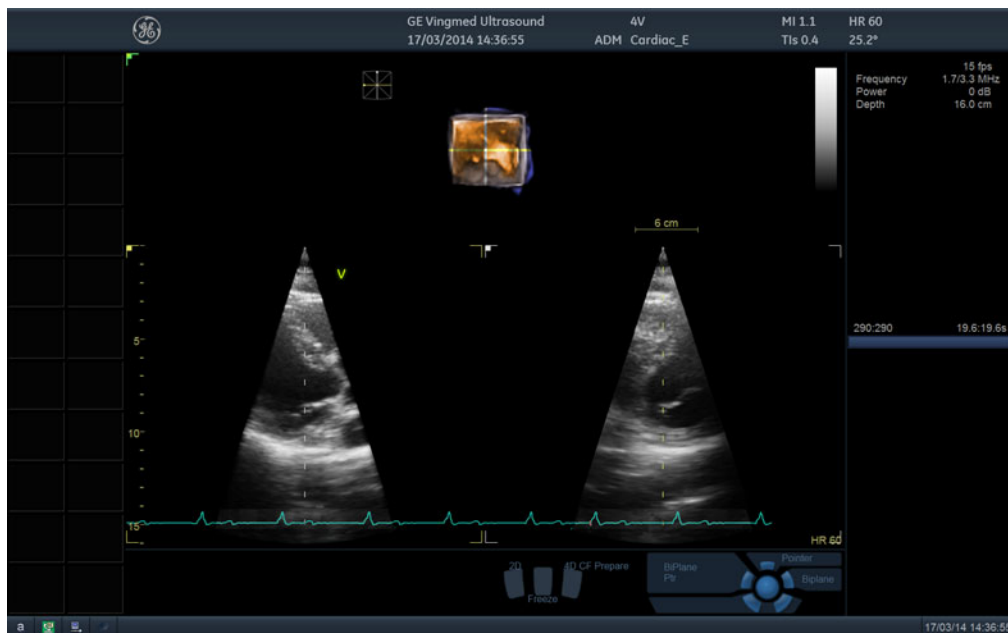 GE Vingmed Ultrasound 4V MI 1.1 HR 60
17/03/2014 14:36:55 ADM Cardiac_E TIs 0.4 25.2°
15 fps
Frequency 1.7/3.3 MHz
Power 0 dB
Depth 16.0 cm
6 cm
V
5
290:290 19.6:19.6s
10
15
HR 60
2D 4D CF Prepare
Freeze
BiPlane
Ptr
Pointer
Biplane
a
17/03/14 14:36:55